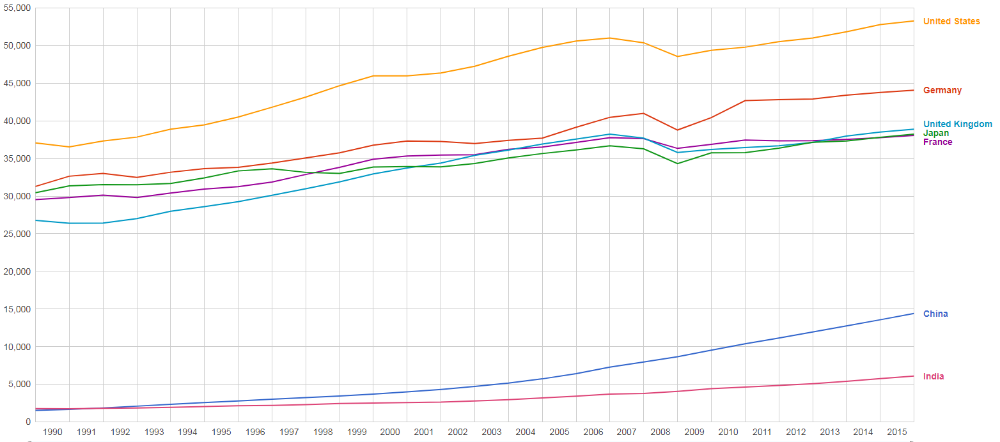 55,000
United States
50,000
45,000
Germany
40,000
United Kingdom
Japan
France
35,000
30,000
25,000
20,000
15,000
China
10,000
5,000
India
0
1990 1991 1992 1993 1994 1995 1996 1997 1998 1999 2000 2001 2002 2003 2004 2005 2006 2007 2008 2009 2010 2011 2012 2013 2014 2015